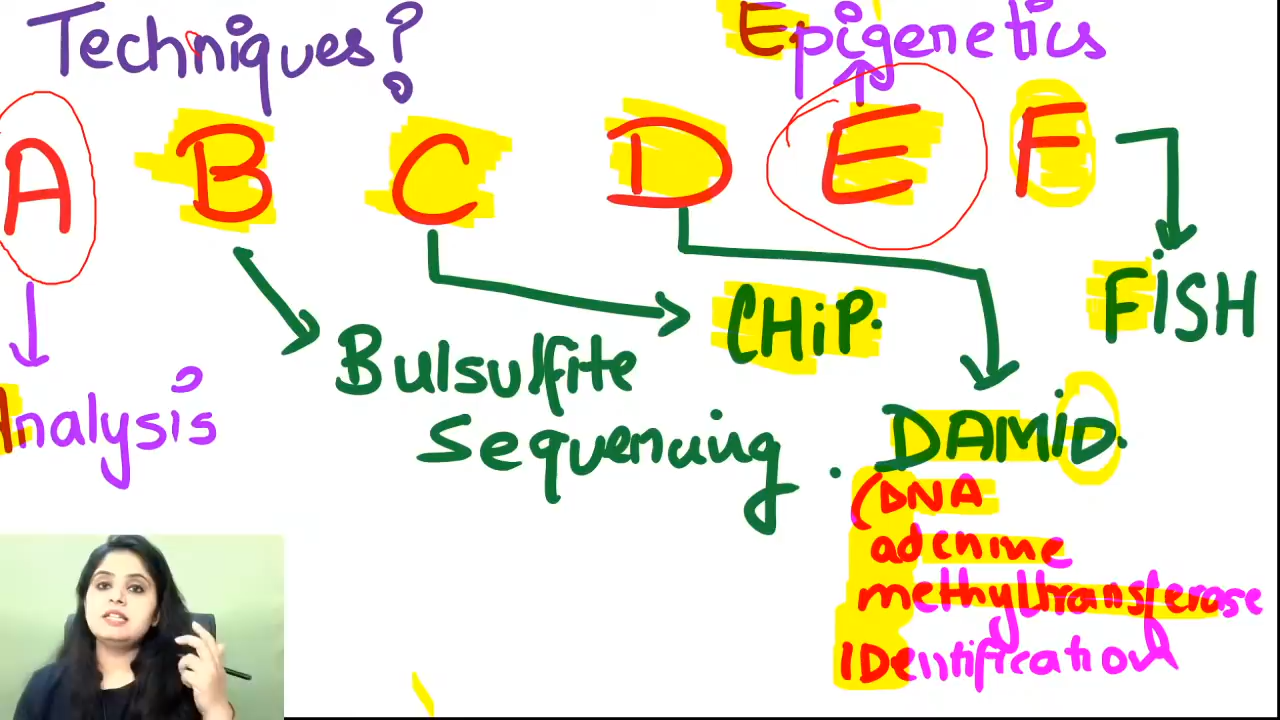 Techniques?
Epigenetics
A B C D E F
FISH
CHiP.
Bulsulfite
Sequencing.
Analysis
DAMiD.
(DNA
adenine
methyltransferase
IDentification